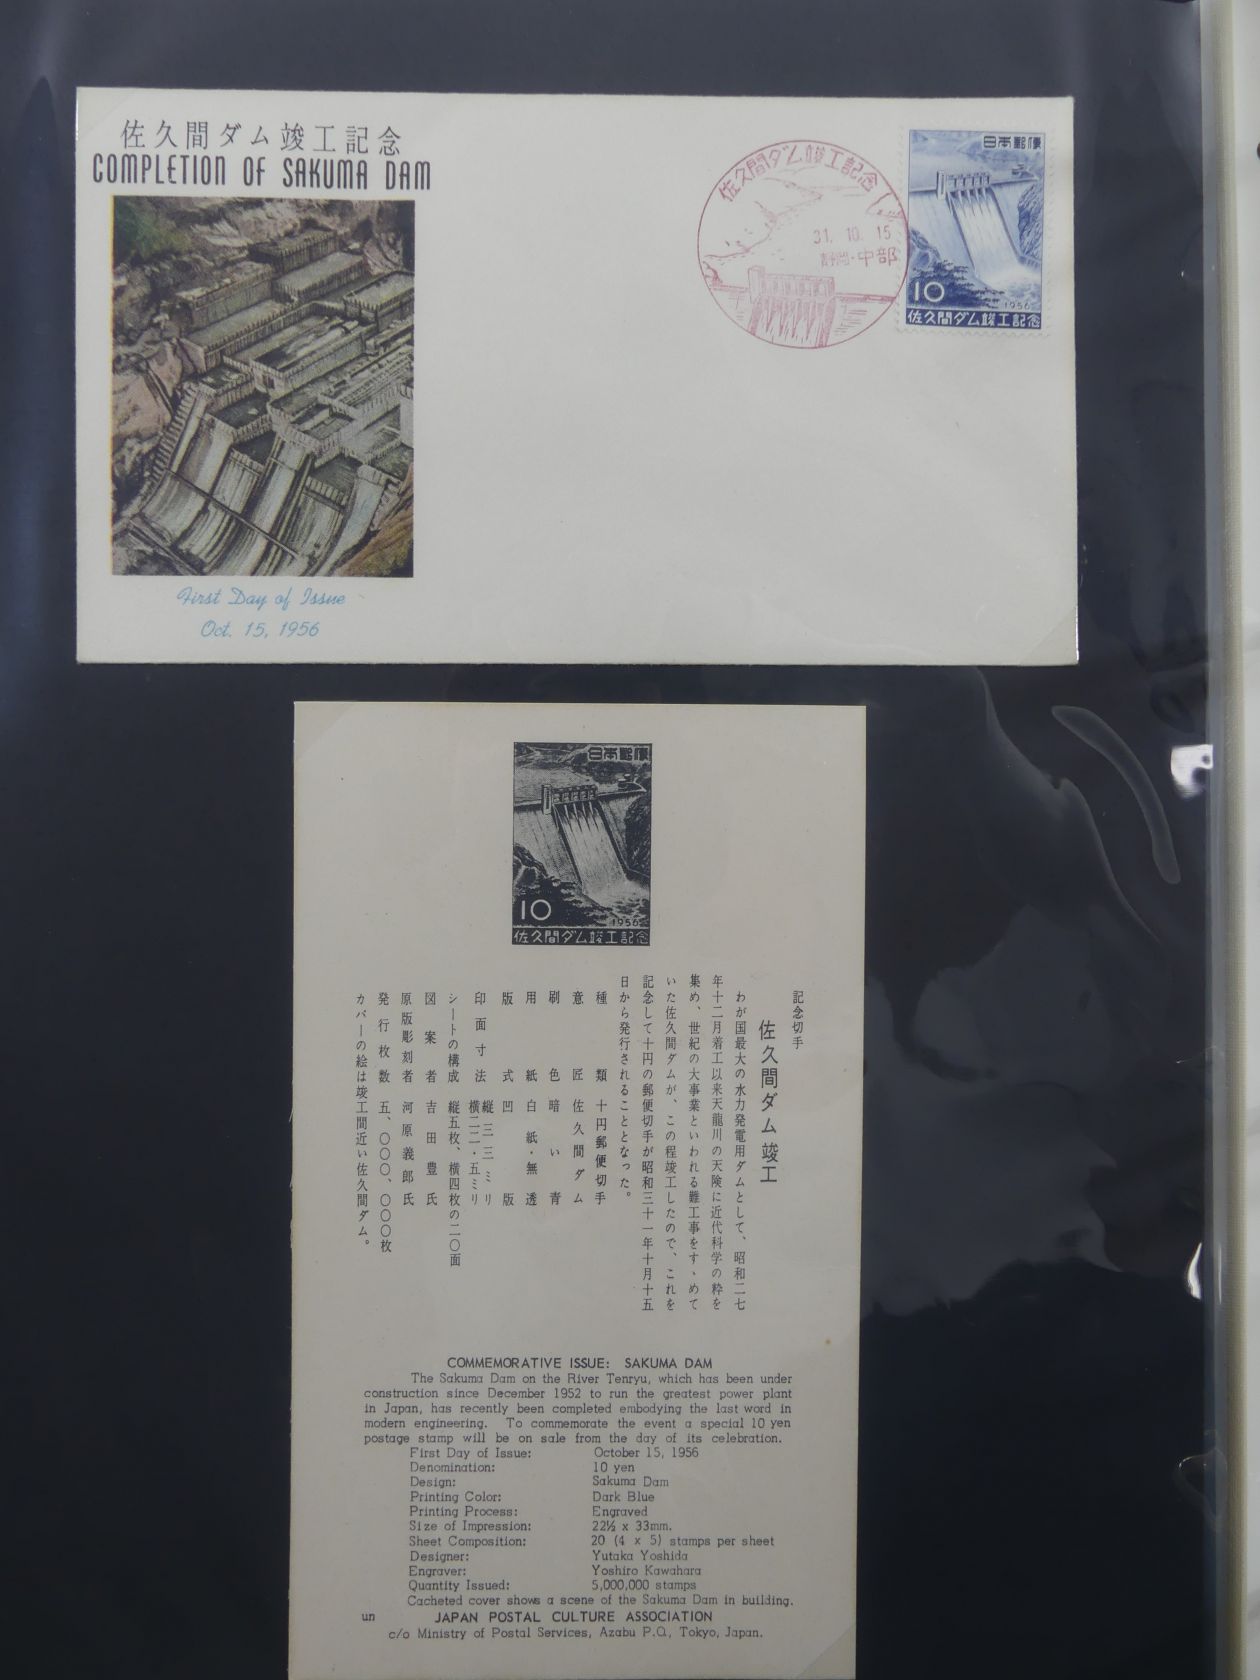 佐久間ダム竣工記念
COMPLETION OF SAKUMA DAM
First Day of Issue
Oct. 15, 1956
佐久間ダム竣工記念
31. 10. 15
静岡・中部
日本郵便
10
1956
佐久間ダム竣工記念
日本郵便
10
1956
佐久間ダム竣工記念
記念切手
佐久間ダム竣工
わが国最大の水力発電用ダムとして、昭和二七
年十二月着工以来天龍川の天険に近代科学の粋を
集め、世紀の大事業といわれる難工事をすゝめて
いた佐久間ダムが、この程竣工したので、これを
記念して十円の郵便切手が昭和三十一年十月十五
日から発行されることとなった。
種類 十円郵便切手
意匠 佐久間ダム
刷色 暗い青
用紙 白紙・無透
版式 凹版
印面寸法 縦三三ミリ
横二二・五ミリ
シートの構成 縦五枚、横四枚の二〇面
図案者 吉田豊氏
原版彫刻者 河原義郎氏
発行枚数 五、〇〇〇、〇〇〇枚
カバーの絵は竣工間近い佐久間ダム。
COMMEMORATIVE ISSUE: SAKUMA DAM
The Sakuma Dam on the River Tenryu, which has been under
construction since December 1952 to run the greatest power plant
in Japan, has recently been completed embodying the last word in
modern engineering. To commemorate the event a special 10 yen
postage stamp will be on sale from the day of its celebration.
First Day of Issue: October 15, 1956
Denomination: 10 yen
Design: Sakuma Dam
Printing Color: Dark Blue
Printing Process: Engraved
Size of Impression: 22½ x 33mm.
Sheet Composition: 20 (4 x 5) stamps per sheet
Designer: Yutaka Yoshida
Engraver: Yoshiro Kawahara
Quantity Issued: 5,000,000 stamps
Cacheted cover shows a scene of the Sakuma Dam in building.
un JAPAN POSTAL CULTURE ASSOCIATION
c/o Ministry of Postal Services, Azabu P.O., Tokyo, Japan.